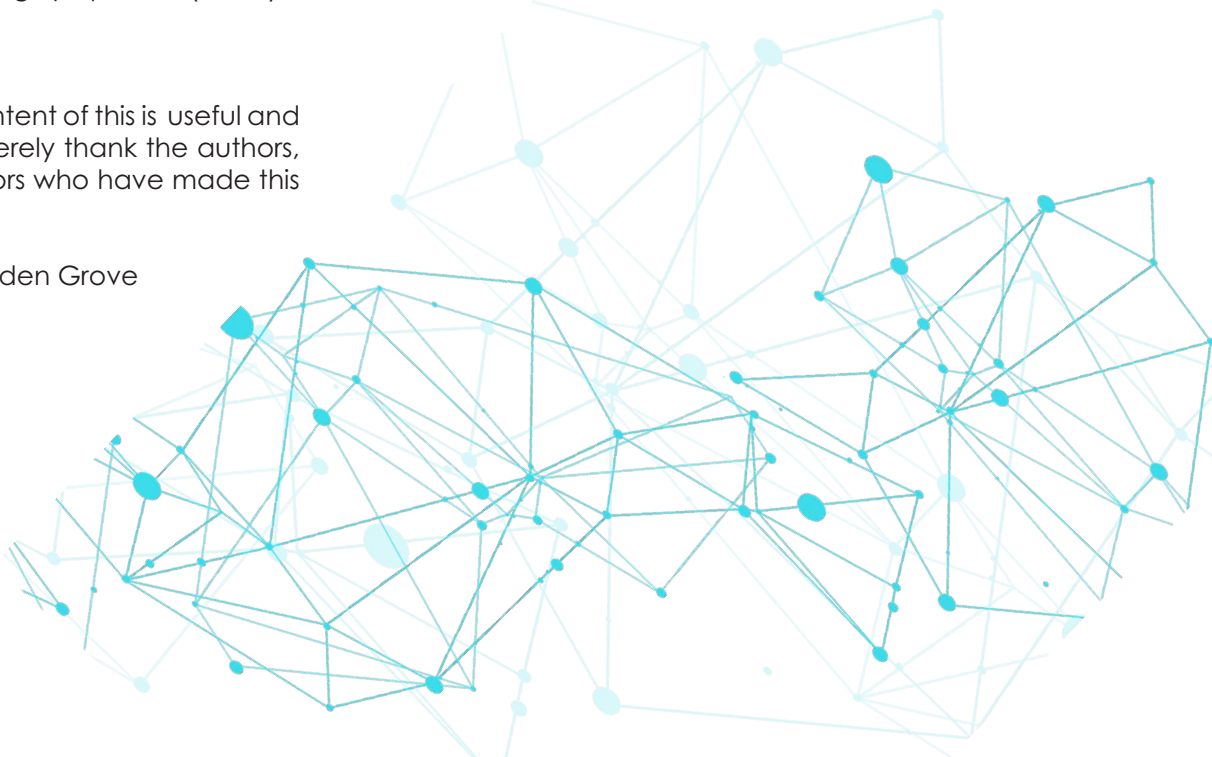 ntent of this is useful and
erely thank the authors,
ors who have made this
den Grove